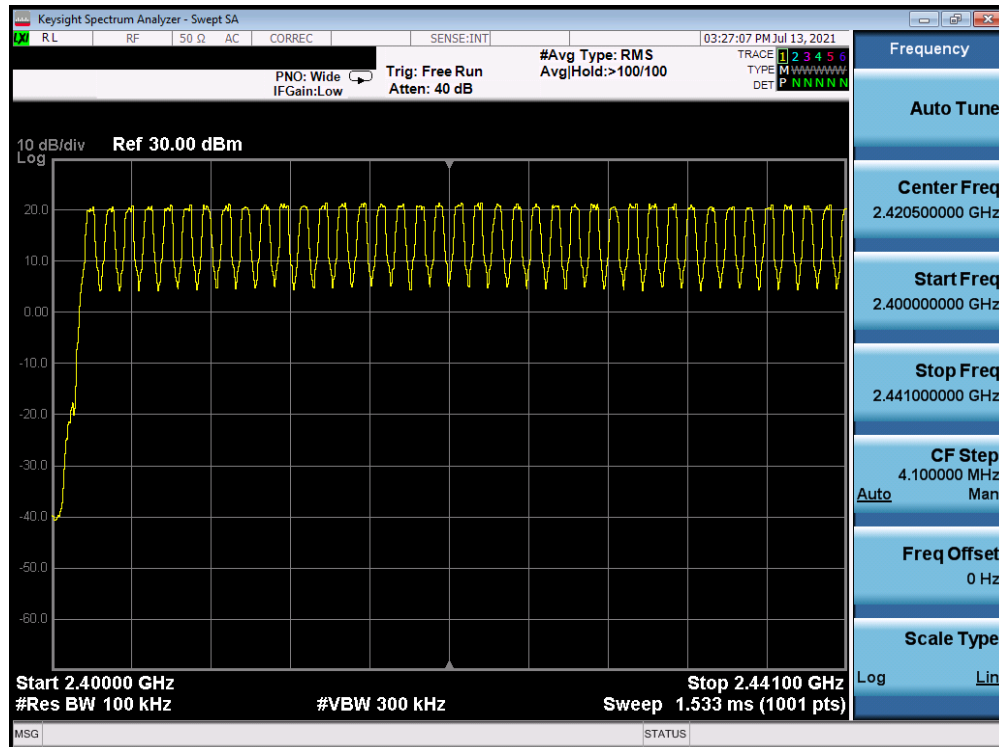 Keysight Spectrum Analyzer - Swept SA
LXI RL RF 50 Ω AC CORREC SENSE:INT 03:27:07 PM Jul 13, 2021
#Avg Type: RMS TRACE 1 2 3 4 5 6
PNO: Wide Trig: Free Run Avg|Hold:>100/100 TYPE M WWWWW
IFGain:Low Atten: 40 dB DET P N N N N N
10 dB/div Ref 30.00 dBm
Log
20.0
10.0
0.00
-10.0
-20.0
-30.0
-40.0
-50.0
-60.0
Start 2.40000 GHz Stop 2.44100 GHz
#Res BW 100 kHz #VBW 300 kHz Sweep 1.533 ms (1001 pts)
MSG STATUS
Frequency
Auto Tune
Center Freq
2.420500000 GHz
Start Freq
2.400000000 GHz
Stop Freq
2.441000000 GHz
CF Step
4.100000 MHz
Auto Man
Freq Offset
0 Hz
Scale Type
Log Lin